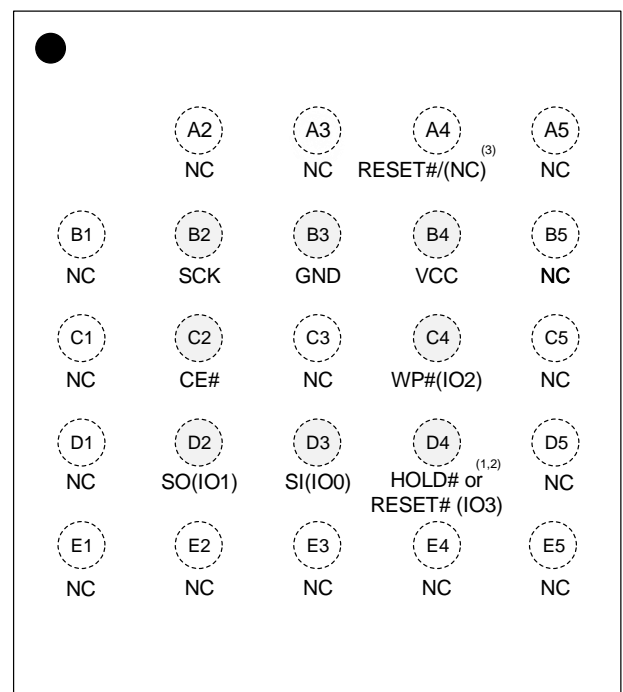 A2 A3 A4 A5
NC NC RESET#/(NC) (3) NC
B1 B2 B3 B4 B5
NC SCK GND VCC NC
C1 C2 C3 C4 C5
NC CE# NC WP#(IO2) NC
D1 D2 D3 D4 D5
NC SO(IO1) SI(IO0) HOLD# or (1,2) NC
RESET# (IO3)
E1 E2 E3 E4 E5
NC NC NC NC NC